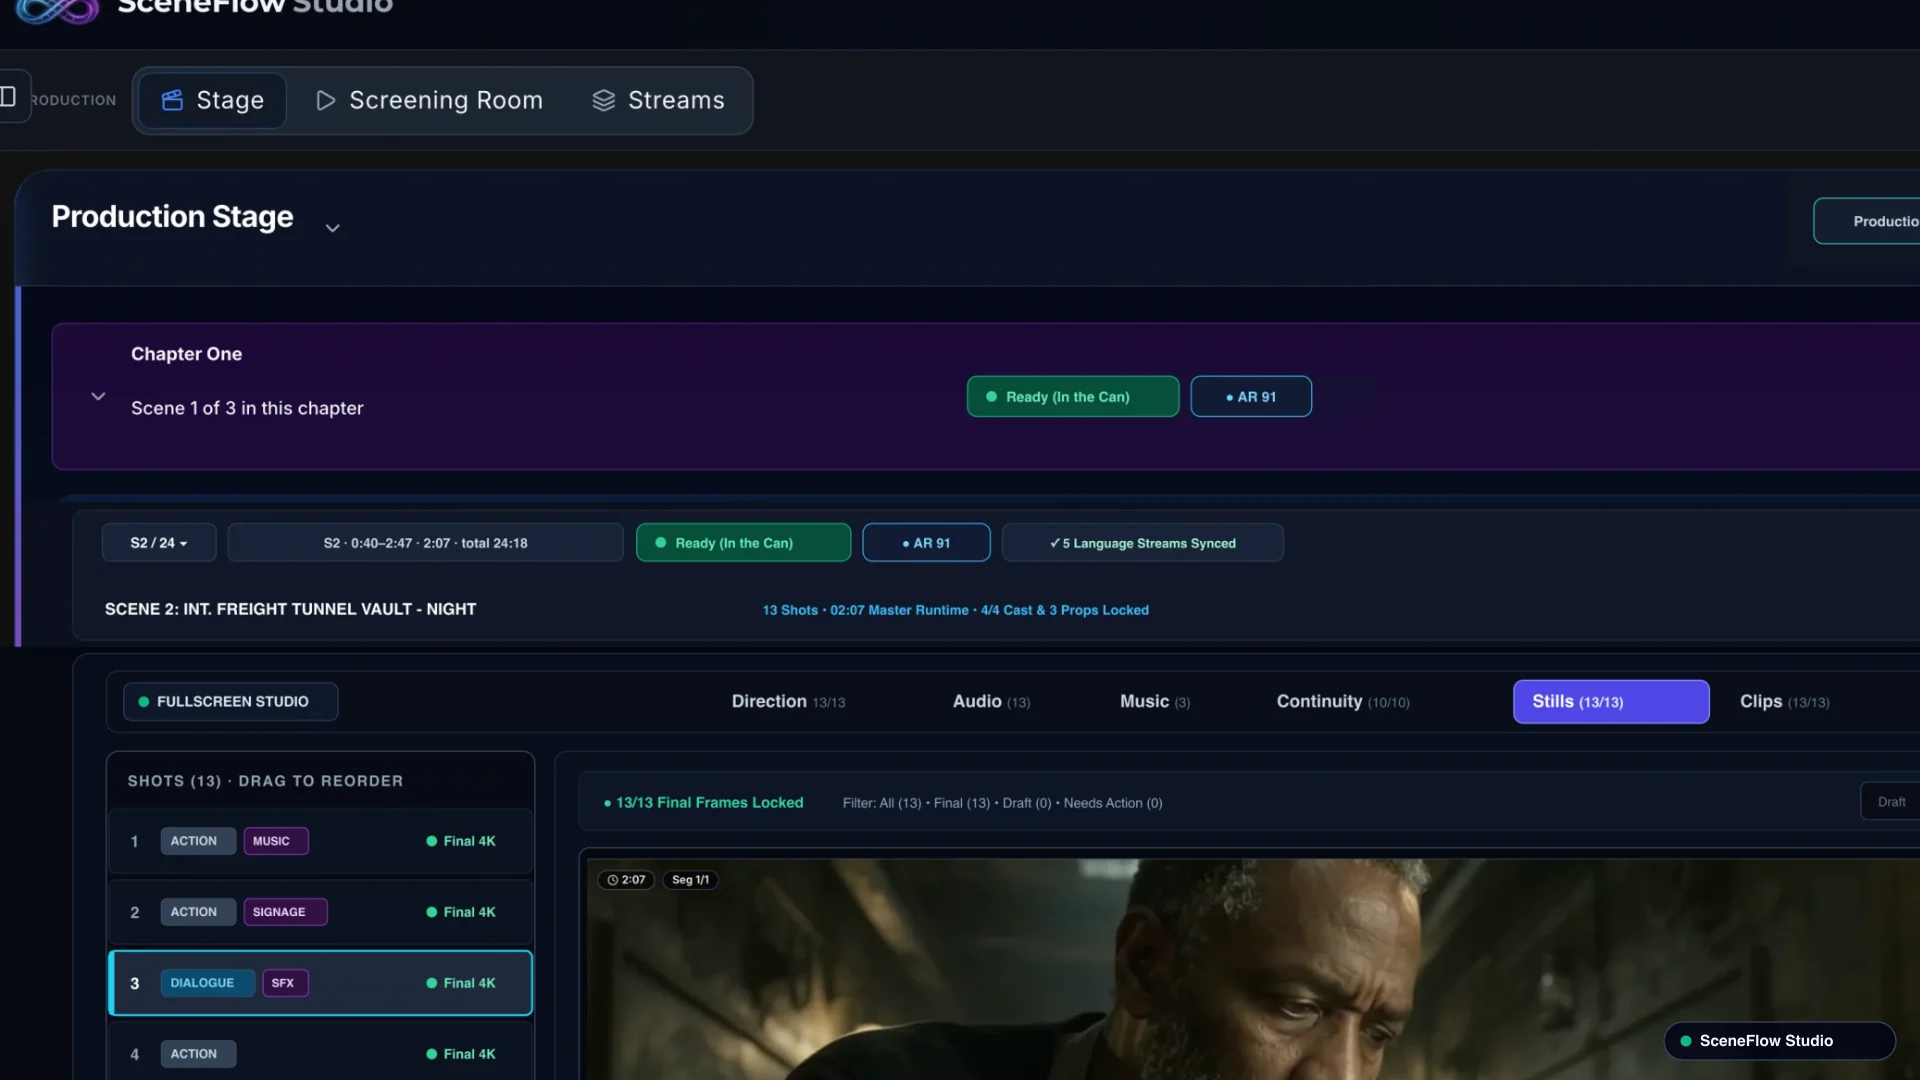 SceneFlow Studio
RODUCTION
Stage
Screening Room
Streams
Production Stage
Productio
Chapter One
Scene 1 of 3 in this chapter
Ready (In the Can)
• AR 91
S2 / 24
S2 · 0:40–2:47 · 2:07 · total 24:18
Ready (In the Can)
• AR 91
✓ 5 Language Streams Synced
SCENE 2: INT. FREIGHT TUNNEL VAULT - NIGHT
13 Shots · 02:07 Master Runtime · 4/4 Cast & 3 Props Locked
FULLSCREEN STUDIO
Direction 13/13
Audio (13)
Music (3)
Continuity (10/10)
Stills (13/13)
Clips (13/13)
SHOTS (13) · DRAG TO REORDER
1 ACTION MUSIC Final 4K
2 ACTION SIGNAGE Final 4K
3 DIALOGUE SFX Final 4K
4 ACTION Final 4K
• 13/13 Final Frames Locked
Filter: All (13) • Final (13) • Draft (0) • Needs Action (0)
Draft
2:07
Seg 1/1
SceneFlow Studio